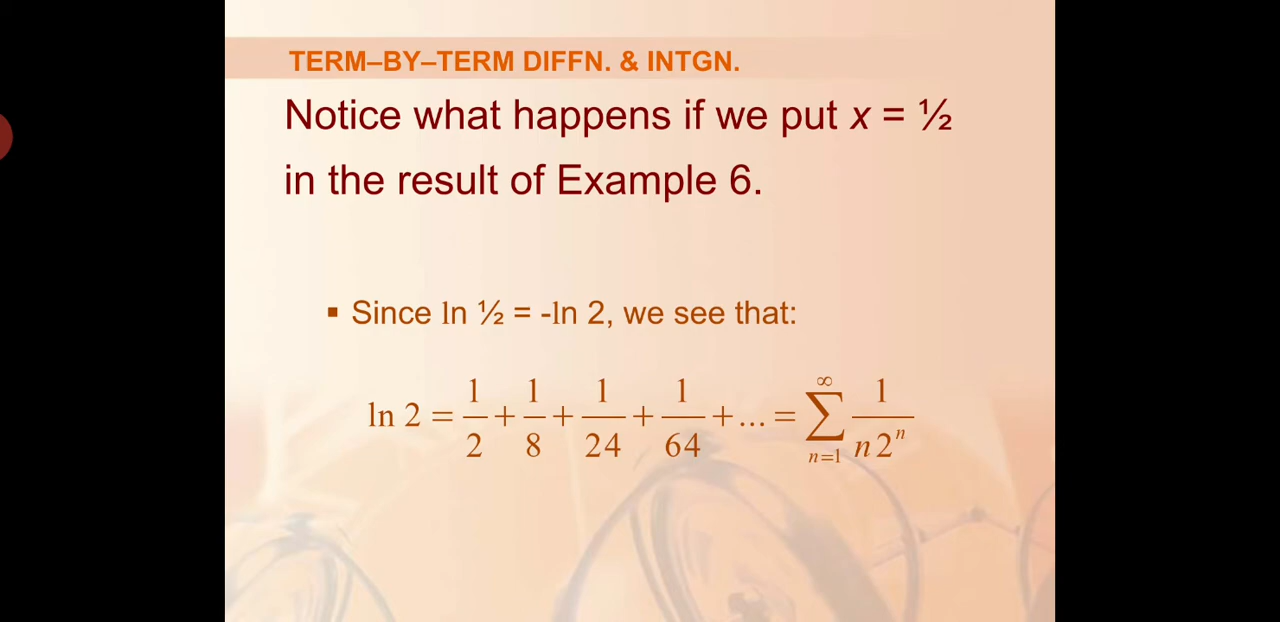 TERM–BY–TERM DIFFN. & INTGN.
Notice what happens if we put x = ½
in the result of Example 6.
▪ Since ln ½ = -ln 2, we see that:
ln 2 = 1/2 + 1/8 + 1/24 + 1/64 + ... = ∑_{n=1}^{∞} 1/(n2^n)